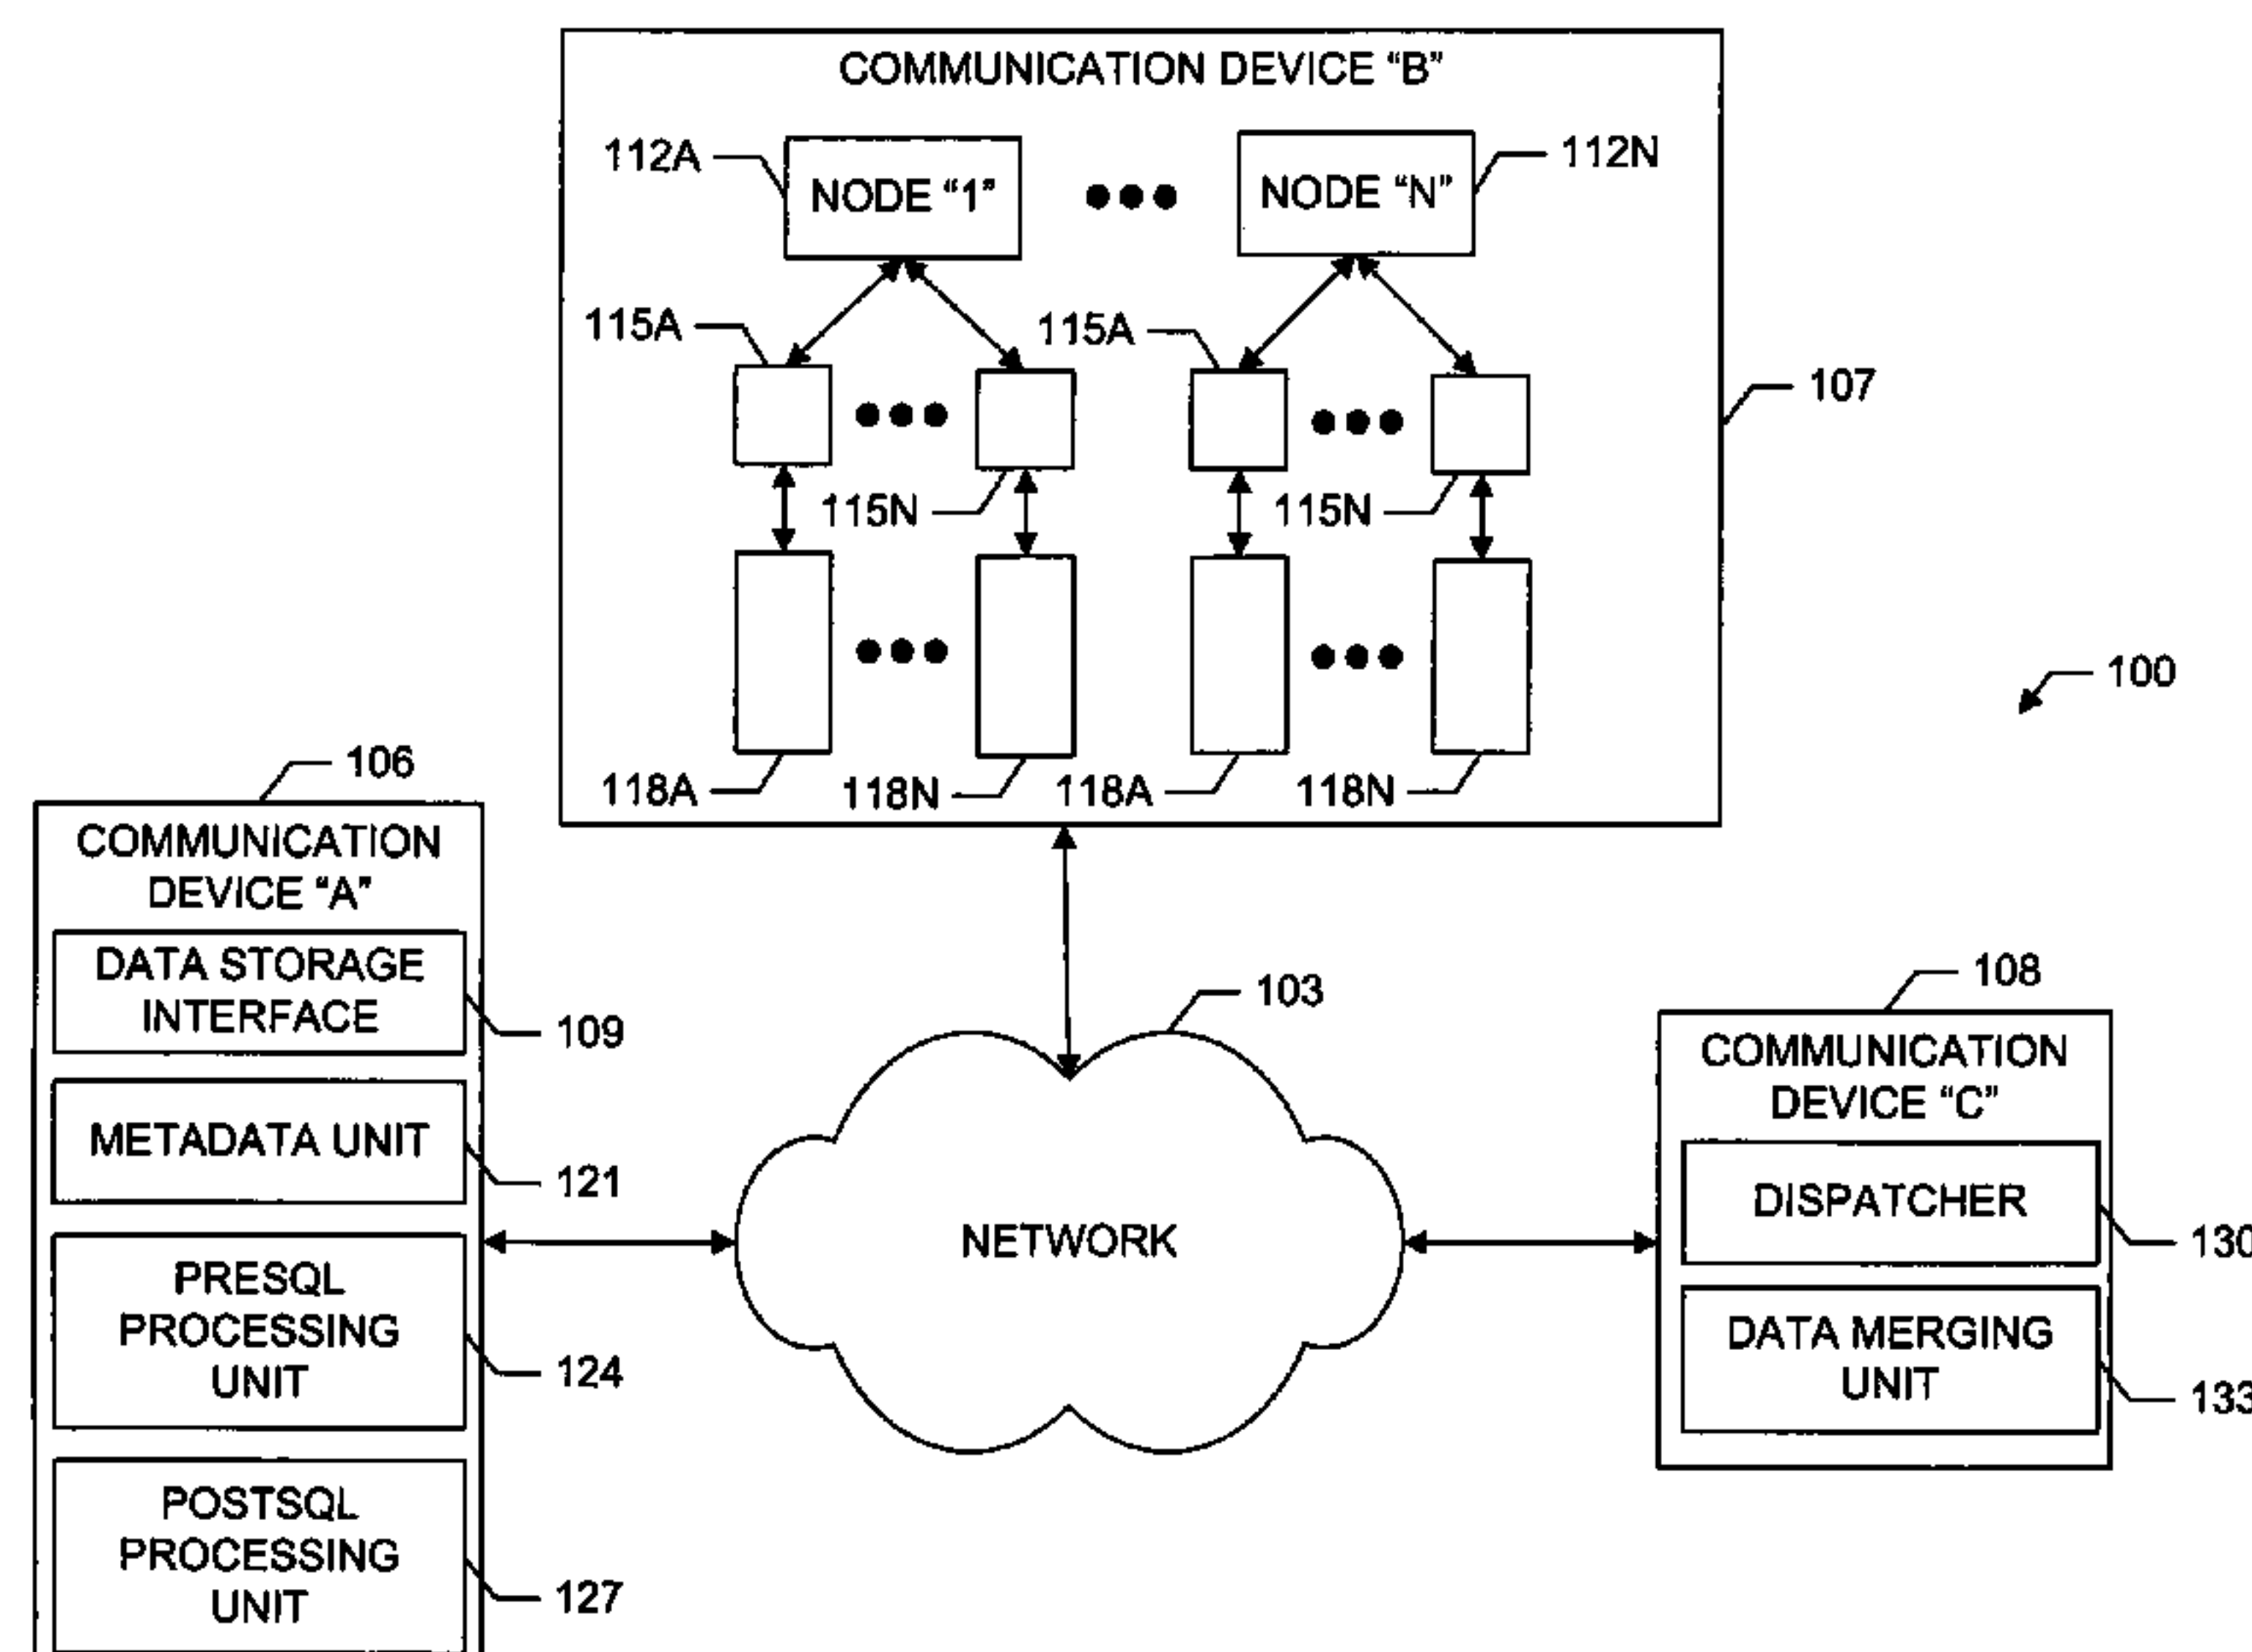 COMMUNICATION DEVICE “B”
112A
NODE “1”
NODE “N”
112N
115A
115A
107
115N
115N
100
118A
118N
118A
118N
106
COMMUNICATION
DEVICE “A”
DATA STORAGE
INTERFACE
109
METADATA UNIT
121
PRESQL
PROCESSING
UNIT
124
POSTSQL
PROCESSING
UNIT
127
103
NETWORK
108
COMMUNICATION
DEVICE “C”
DISPATCHER
130
DATA MERGING
UNIT
133